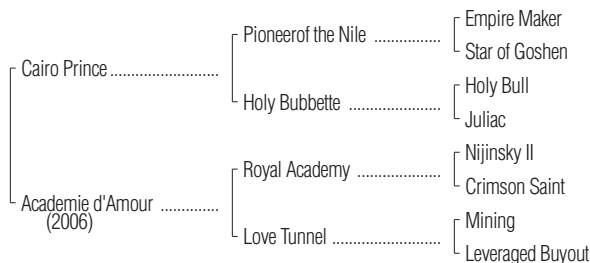 Empire Maker
Pioneerof the Nile ................
Star of Goshen
Cairo Prince ........................
Holy Bull
Holy Bubbette .....................
Juliac
Nijinsky II
Royal Academy ...................
Crimson Saint
Academie d'Amour .............
(2006)
Mining
Love Tunnel ........................
Leveraged Buyout